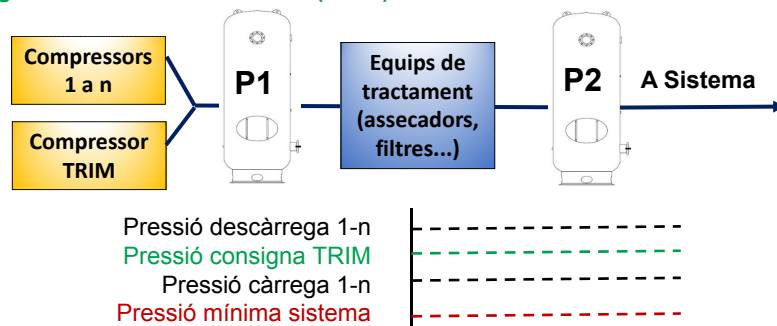 Compressors
1 a n
Compressor
TRIM
P1
Equips de
tractament
(assecadors,
filtres...)
P2
A Sistema
Pressió descàrrega 1-n
Pressió consigna TRIM
Pressió càrrega 1-n
Pressió mínima sistema